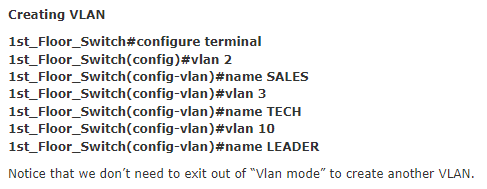 Creating VLAN
1st_Floor_Switch#configure terminal
1st_Floor_Switch(config)#vlan 2
1st_Floor_Switch(config-vlan)#name SALES
1st_Floor_Switch(config-vlan)#vlan 3
1st_Floor_Switch(config-vlan)#name TECH
1st_Floor_Switch(config-vlan)#vlan 10
1st_Floor_Switch(config-vlan)#name LEADER
Notice that we don’t need to exit out of “Vlan mode” to create another VLAN.